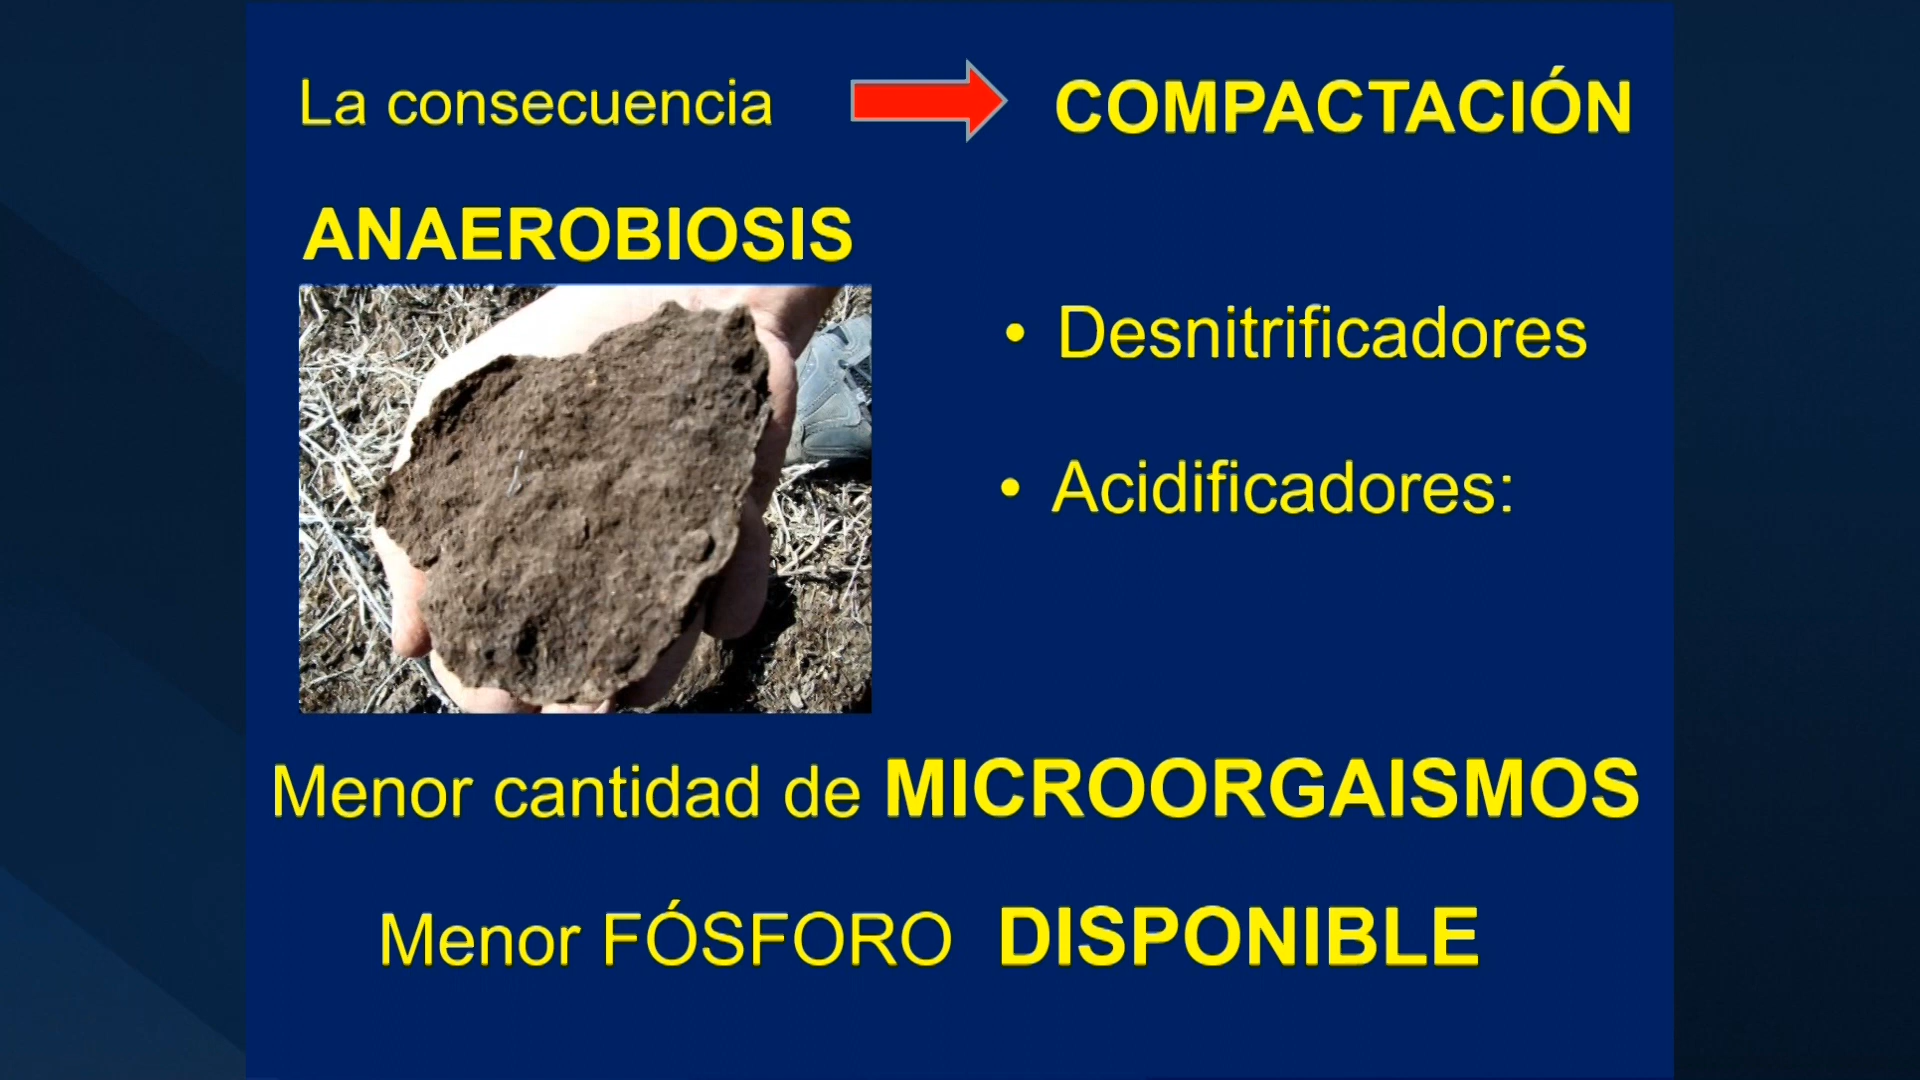 La consecuencia COMPACTACIÓN
ANAEROBIOSIS
• Desnitrificadores
• Acidificadores:
Menor cantidad de MICROORGAISMOS
Menor FÓSFORO DISPONIBLE